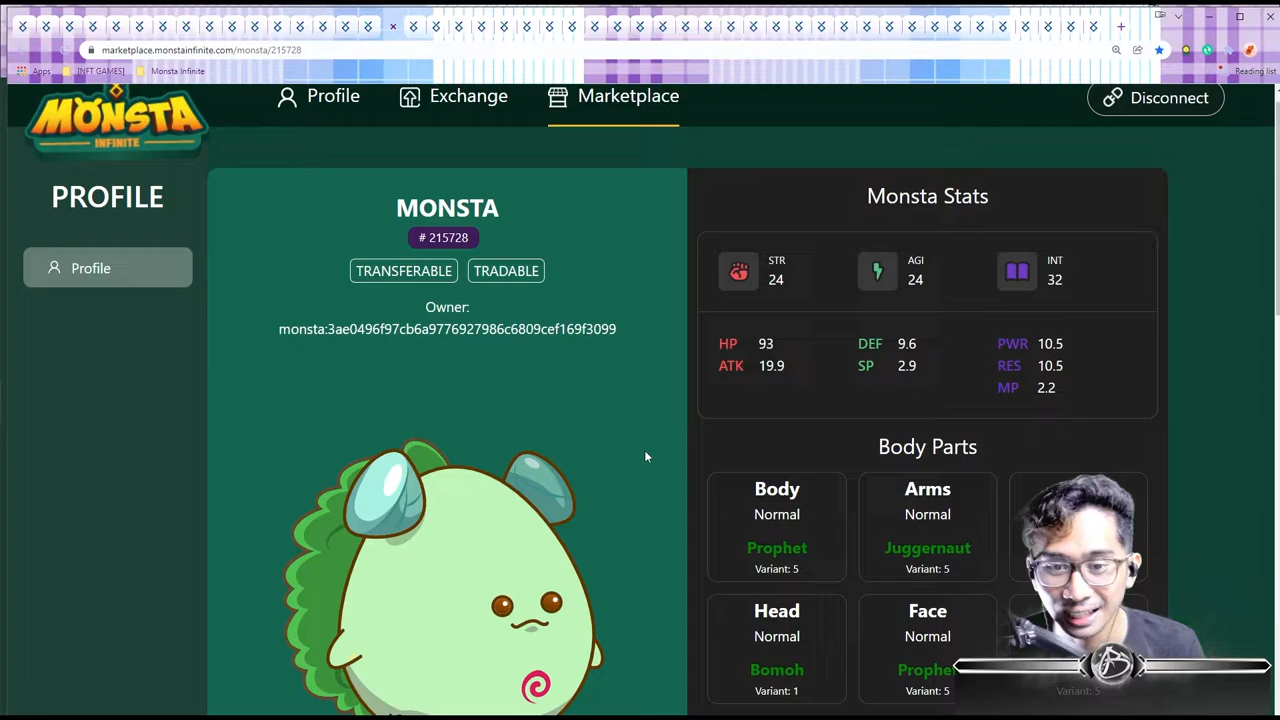 marketplace.monstainfinite.com/monsta/215728
Apps
[NFT GAMES]
Monsta Infinite
Reading list
MONSTA
INFINITE
Profile
Exchange
Marketplace
Disconnect
PROFILE
Profile
MONSTA
# 215728
TRANSFERABLE
TRADABLE
Owner:
monsta:3ae0496f97cb6a9776927986c6809cef169f3099
Monsta Stats
STR
24
AGI
24
INT
32
HP 93
ATK 19.9
DEF 9.6
SP 2.9
PWR 10.5
RES 10.5
MP 2.2
Body Parts
Body
Normal
Prophet
Variant: 5
Arms
Normal
Juggernaut
Variant: 5
Head
Normal
Bomoh
Variant: 1
Face
Normal
Prophe
Variant: 5
Variant: 5